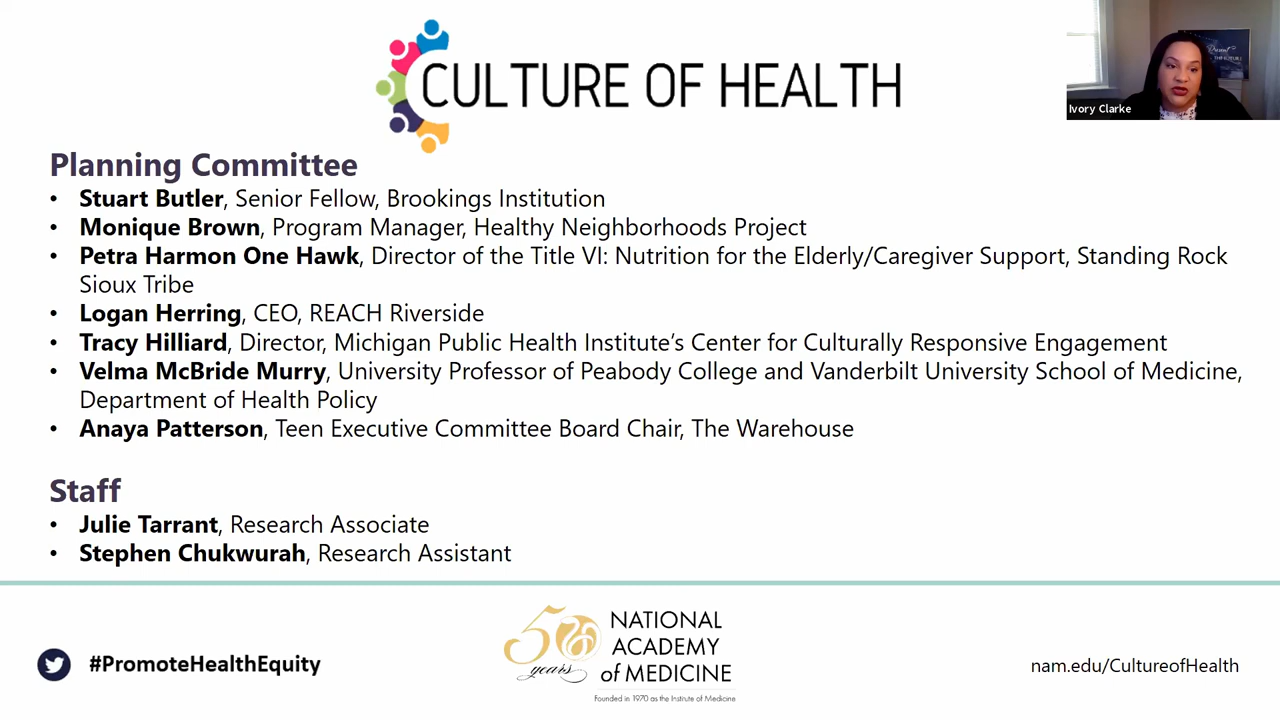 CULTURE OF HEALTH
Ivory Clarke
Planning Committee
• Stuart Butler, Senior Fellow, Brookings Institution
• Monique Brown, Program Manager, Healthy Neighborhoods Project
• Petra Harmon One Hawk, Director of the Title VI: Nutrition for the Elderly/Caregiver Support, Standing Rock
Sioux Tribe
• Logan Herring, CEO, REACH Riverside
• Tracy Hilliard, Director, Michigan Public Health Institute’s Center for Culturally Responsive Engagement
• Velma McBride Murry, University Professor of Peabody College and Vanderbilt University School of Medicine,
Department of Health Policy
• Anaya Patterson, Teen Executive Committee Board Chair, The Warehouse
Staff
• Julie Tarrant, Research Associate
• Stephen Chukwurah, Research Assistant
#PromoteHealthEquity
50 years
NATIONAL
ACADEMY
of MEDICINE
Founded in 1970 as the Institute of Medicine
nam.edu/CultureofHealth